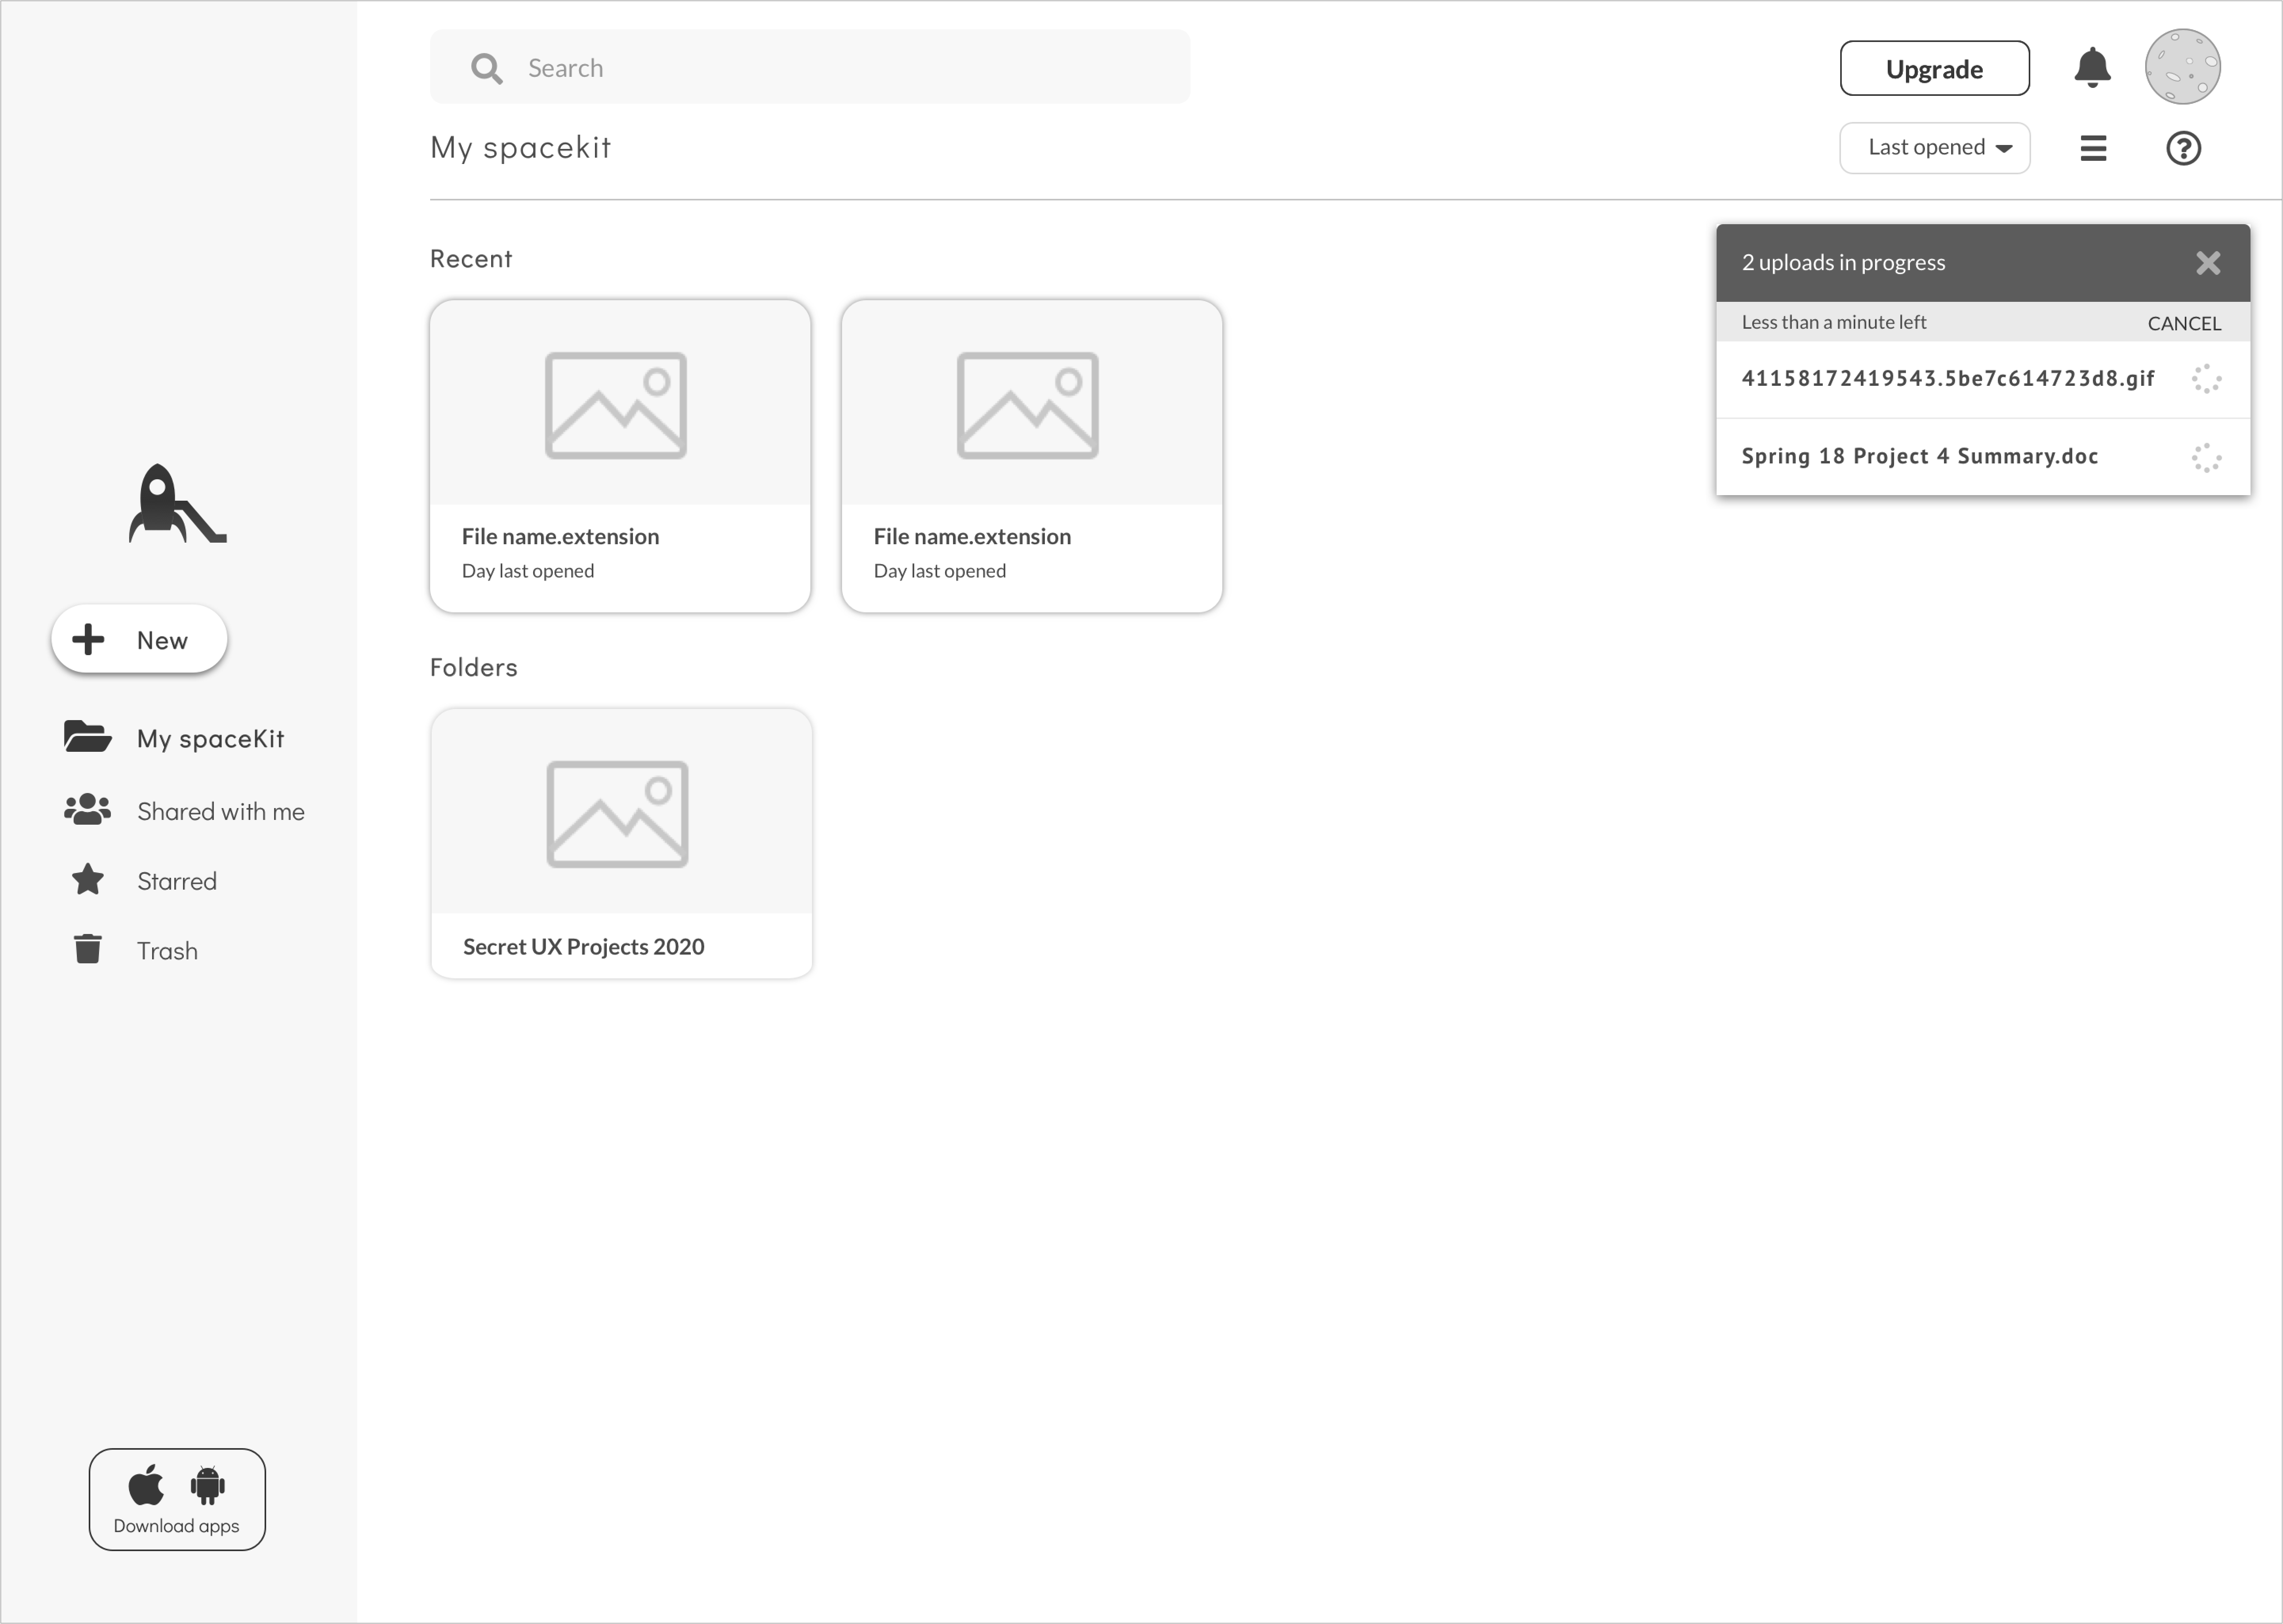 Search
Upgrade
My spacekit
Last opened
Recent
2 uploads in progress
Less than a minute left CANCEL
41158172419543.5be7c614723d8.gif
Spring 18 Project 4 Summary.doc
File name.extension
Day last opened
File name.extension
Day last opened
Folders
Secret UX Projects 2020
New
My spaceKit
Shared with me
Starred
Trash
Download apps